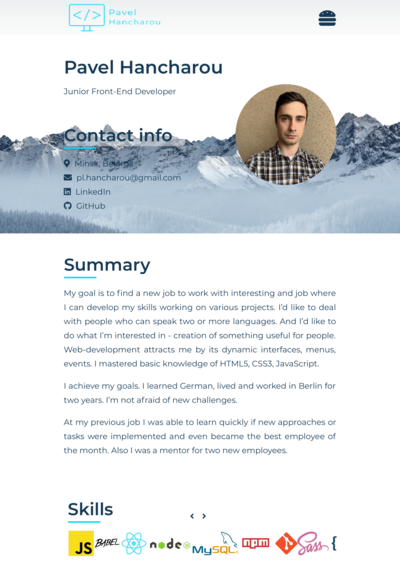 </> Pavel
Hancharou
Pavel Hancharou
Junior Front-End Developer
Contact info
Minsk, Belarus
pl.hancharou@gmail.com
LinkedIn
GitHub
Summary
My goal is to find a new job to work with interesting and job where
I can develop my skills working on various projects. I'd like to deal
with people who can speak two or more languages. And I'd like to
do what I'm interested in - creation of something useful for people.
Web-development attracts me by its dynamic interfaces, menus,
events. I mastered basic knowledge of HTML5, CSS3, JavaScript.
I achieve my goals. I learned German, lived and worked in Berlin for
two years. I'm not afraid of new challenges.
At my previous job I was able to learn quickly if new approaches or
tasks were implemented and even became the best employee of
the month. Also I was a mentor for two new employees.
Skills
JS BABEL node MySQL npm git Sass {